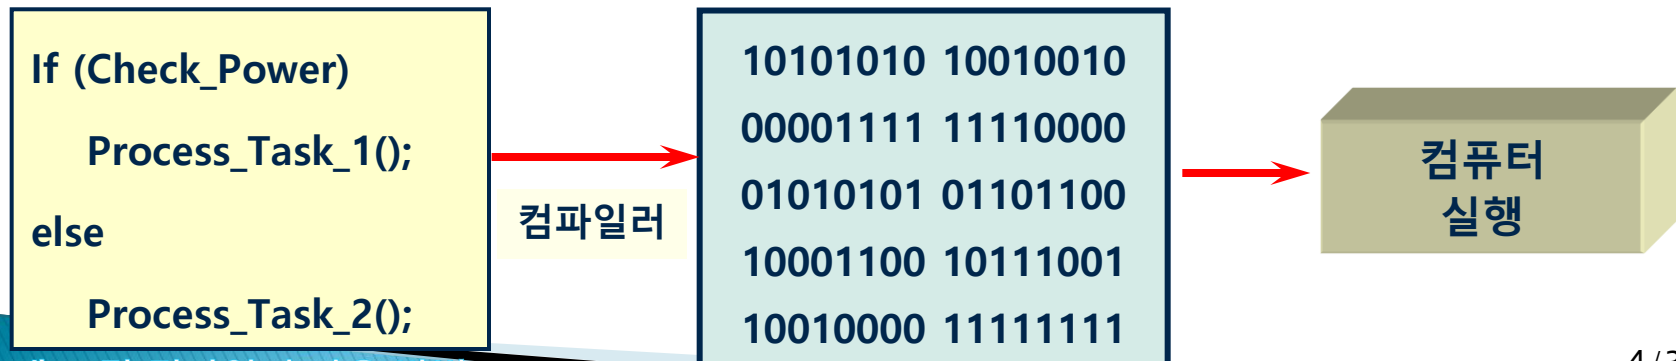 If (Check_Power)
Process_Task_1();
else
Process_Task_2();
컴파일러
10101010 10010010
00001111 11110000
01010101 01101100
10001100 10111001
10010000 11111111
컴퓨터
실행